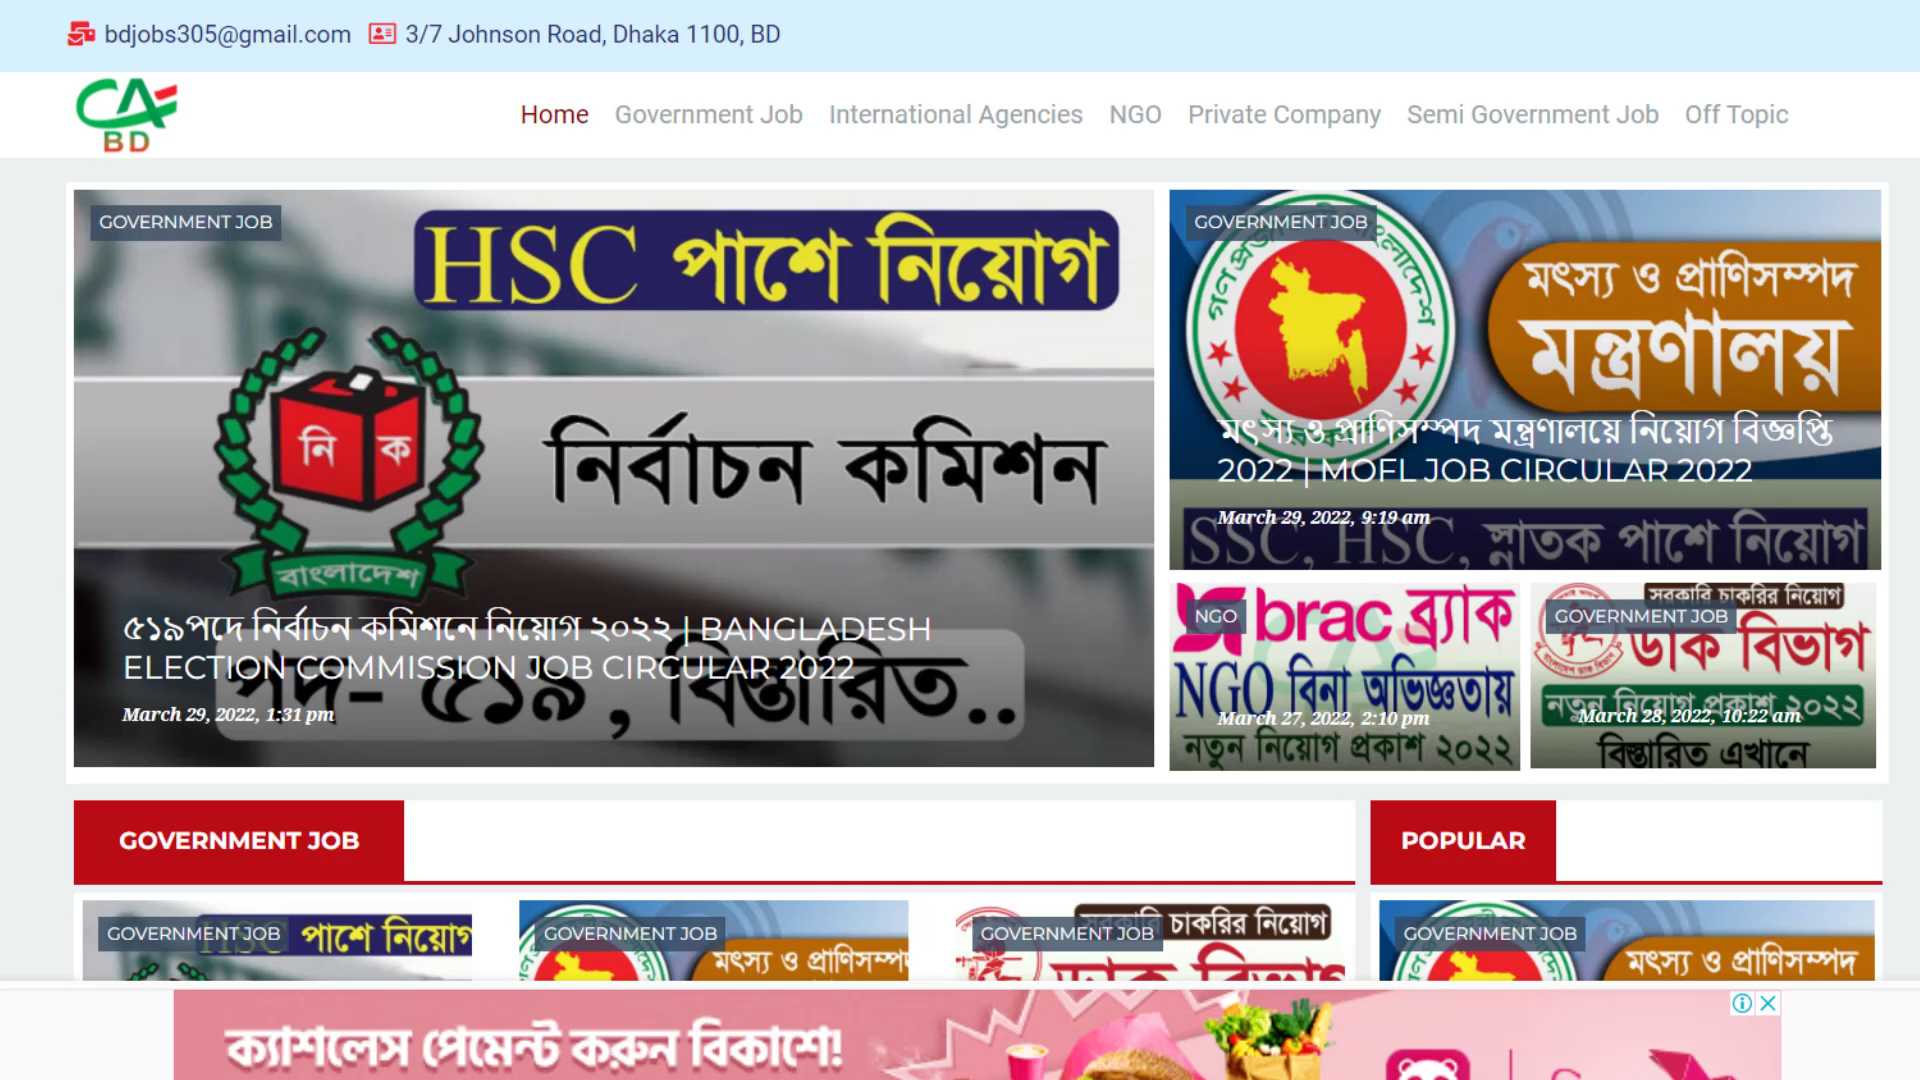 bdjobs305@gmail.com 3/7 Johnson Road, Dhaka 1100, BD
CA BD
Home Government Job International Agencies NGO Private Company Semi Government Job Off Topic
GOVERNMENT JOB
HSC পাশে নিয়োগ
নি ক
নির্বাচন কমিশন
বাংলাদেশ
৫১৯পদে নির্বাচন কমিশনে নিয়োগ ২০২২ | BANGLADESH
ELECTION COMMISSION JOB CIRCULAR 2022
পদ- ৫১৯, বিস্তারিত..
March 29, 2022, 1:31 pm
GOVERNMENT JOB
মৎস্য ও প্রাণিসম্পদ
মন্ত্রণালয়
মৎস্য ও প্রাণিসম্পদ মন্ত্রণালয়ে নিয়োগ বিজ্ঞপ্তি
2022 | MOFL JOB CIRCULAR 2022
March 29, 2022, 9:19 am
SSC, HSC, স্নাতক পাশে নিয়োগ
NGO
brac ব্র্যাক
NGO বিনা অভিজ্ঞতায়
March 27, 2022, 2:10 pm
নতুন নিয়োগ প্রকাশ ২০২২
সরকারি চাকরির নিয়োগ
GOVERNMENT JOB
ডাক বিভাগ
নতুন নিয়োগ প্রকাশ ২০২২
March 28, 2022, 10:22 am
বিস্তারিত এখানে
GOVERNMENT JOB
POPULAR
GOVERNMENT JOB
HSC পাশে নিয়োগ
GOVERNMENT JOB
মৎস্য ও প্রাণিসম্প
GOVERNMENT JOB
সরকারি চাকরির নিয়োগ
ডাক বিভাগ
GOVERNMENT JOB
মৎস্য ও প্রাণিসম্পদ
ক্যাশলেস পেমেন্ট করুন বিকাশে!